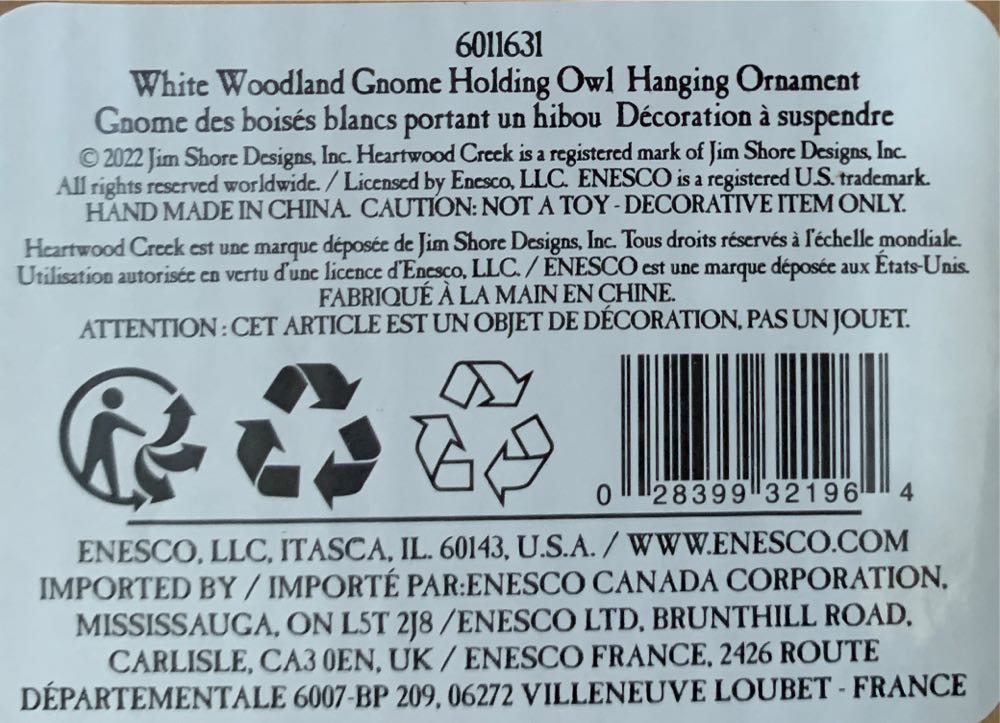 6011631
White Woodland Gnome Holding Owl Hanging Ornament
Gnome des boisés blancs portant un hibou Décoration à suspendre
© 2022 Jim Shore Designs, Inc. Heartwood Creek is a registered mark of Jim Shore Designs, Inc.
All rights reserved worldwide. / Licensed by Enesco, LLC. ENESCO is a registered U.S. trademark.
HAND MADE IN CHINA. CAUTION: NOT A TOY - DECORATIVE ITEM ONLY.
Heartwood Creek est une marque déposée de Jim Shore Designs, Inc. Tous droits réservés à l'échelle mondiale.
Utilisation autorisée en vertu d'une licence d'Enesco, LLC. / ENESCO est une marque déposée aux États-Unis.
FABRIQUÉ À LA MAIN EN CHINE.
ATTENTION : CET ARTICLE EST UN OBJET DE DÉCORATION, PAS UN JOUET.
0 28399 32196 4
ENESCO, LLC, ITASCA, IL. 60143, U.S.A. / WWW.ENESCO.COM
IMPORTED BY / IMPORTÉ PAR:ENESCO CANADA CORPORATION,
MISSISSAUGA, ON L5T 2J8 /ENESCO LTD, BRUNTHILL ROAD,
CARLISLE, CA3 0EN, UK / ENESCO FRANCE, 2426 ROUTE
DÉPARTEMENTALE 6007-BP 209, 06272 VILLENEUVE LOUBET - FRANCE